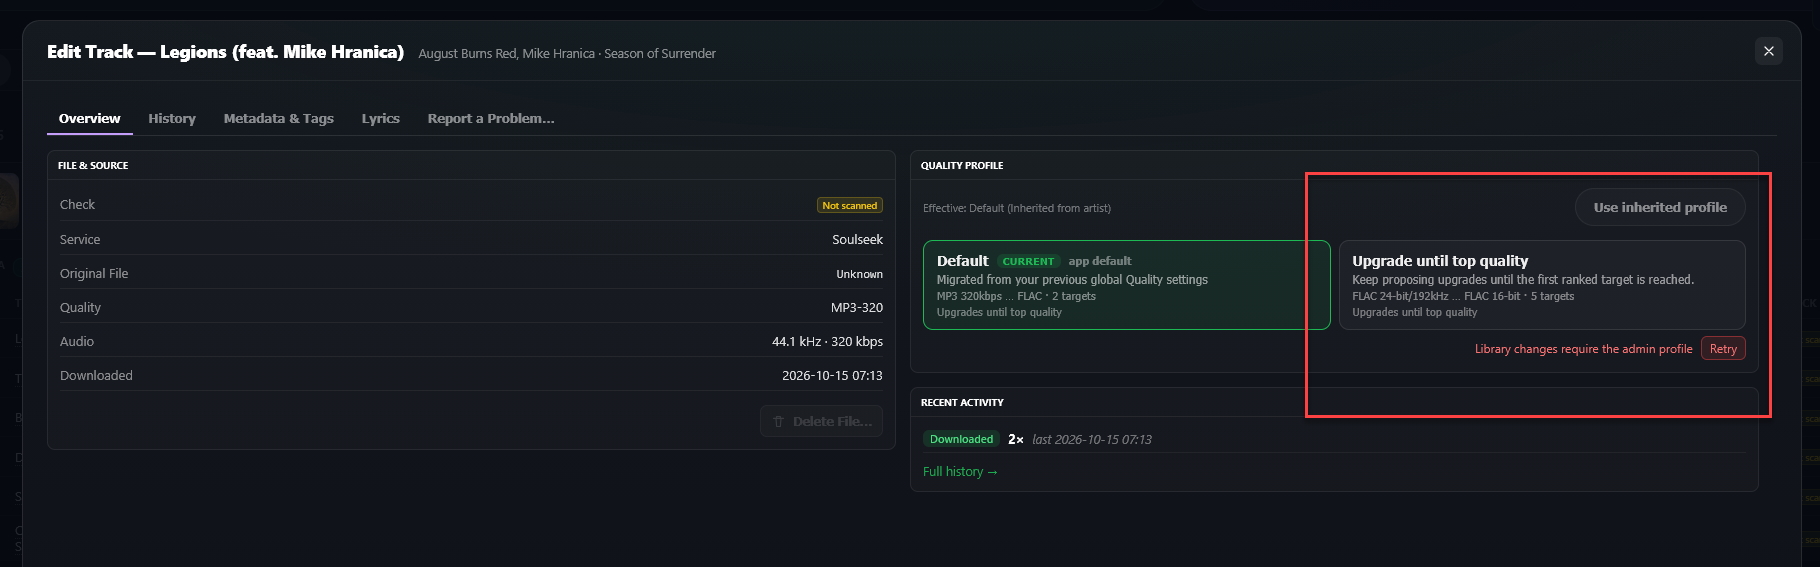 Edit Track — Legions (feat. Mike Hranica) August Burns Red, Mike Hranica · Season of Surrender
Overview History Metadata & Tags Lyrics Report a Problem...
FILE & SOURCE
Check Not scanned
Service Soulseek
Original File Unknown
Quality MP3-320
Audio 44.1 kHz · 320 kbps
Downloaded 2026-10-15 07:13
Delete File...
QUALITY PROFILE
Effective: Default (Inherited from artist)
Use inherited profile
Default CURRENT app default
Migrated from your previous global Quality settings
MP3 320kbps ... FLAC · 2 targets
Upgrades until top quality
Upgrade until top quality
Keep proposing upgrades until the first ranked target is reached.
FLAC 24-bit/192kHz ... FLAC 16-bit · 5 targets
Upgrades until top quality
Library changes require the admin profile Retry
RECENT ACTIVITY
Downloaded 2× last 2026-10-15 07:13
Full history →